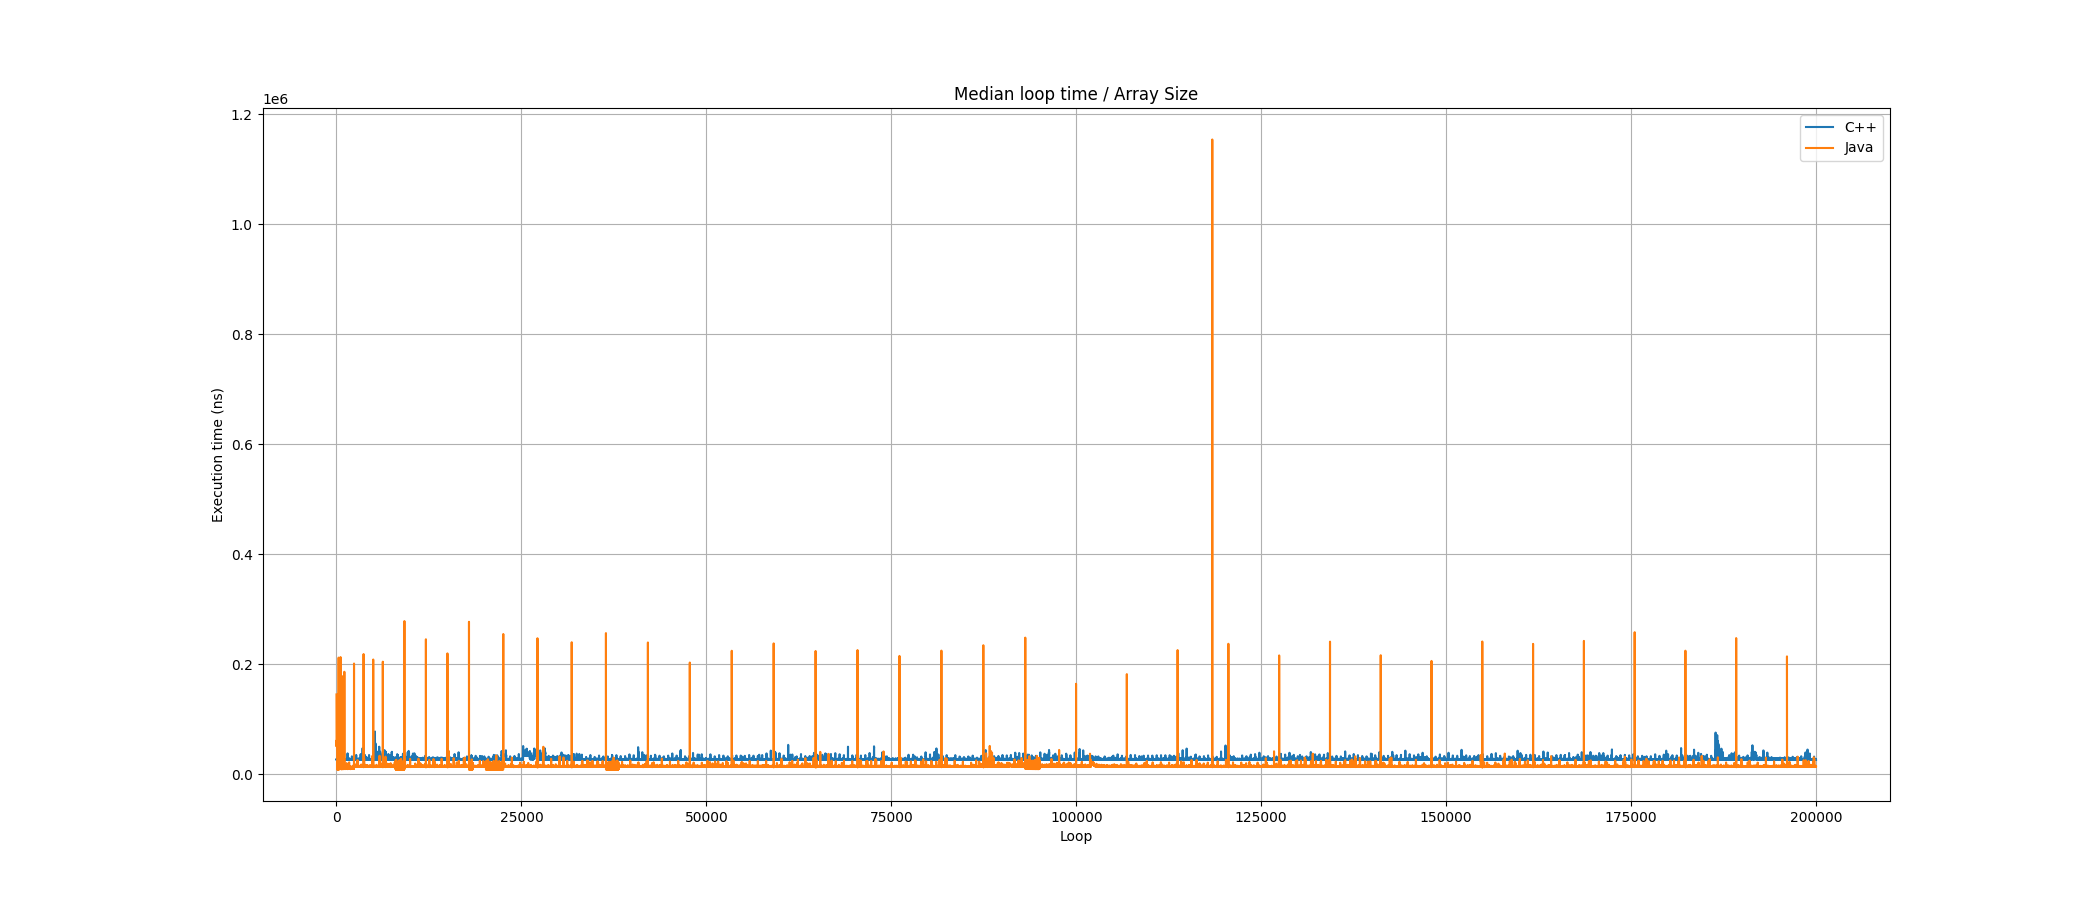 Median loop time / Array Size
1e6
1.2
1.0
0.8
0.6
0.4
0.2
0.0
Execution time (ns)
C++
Java
0 25000 50000 75000 100000 125000 150000 175000 200000
Loop